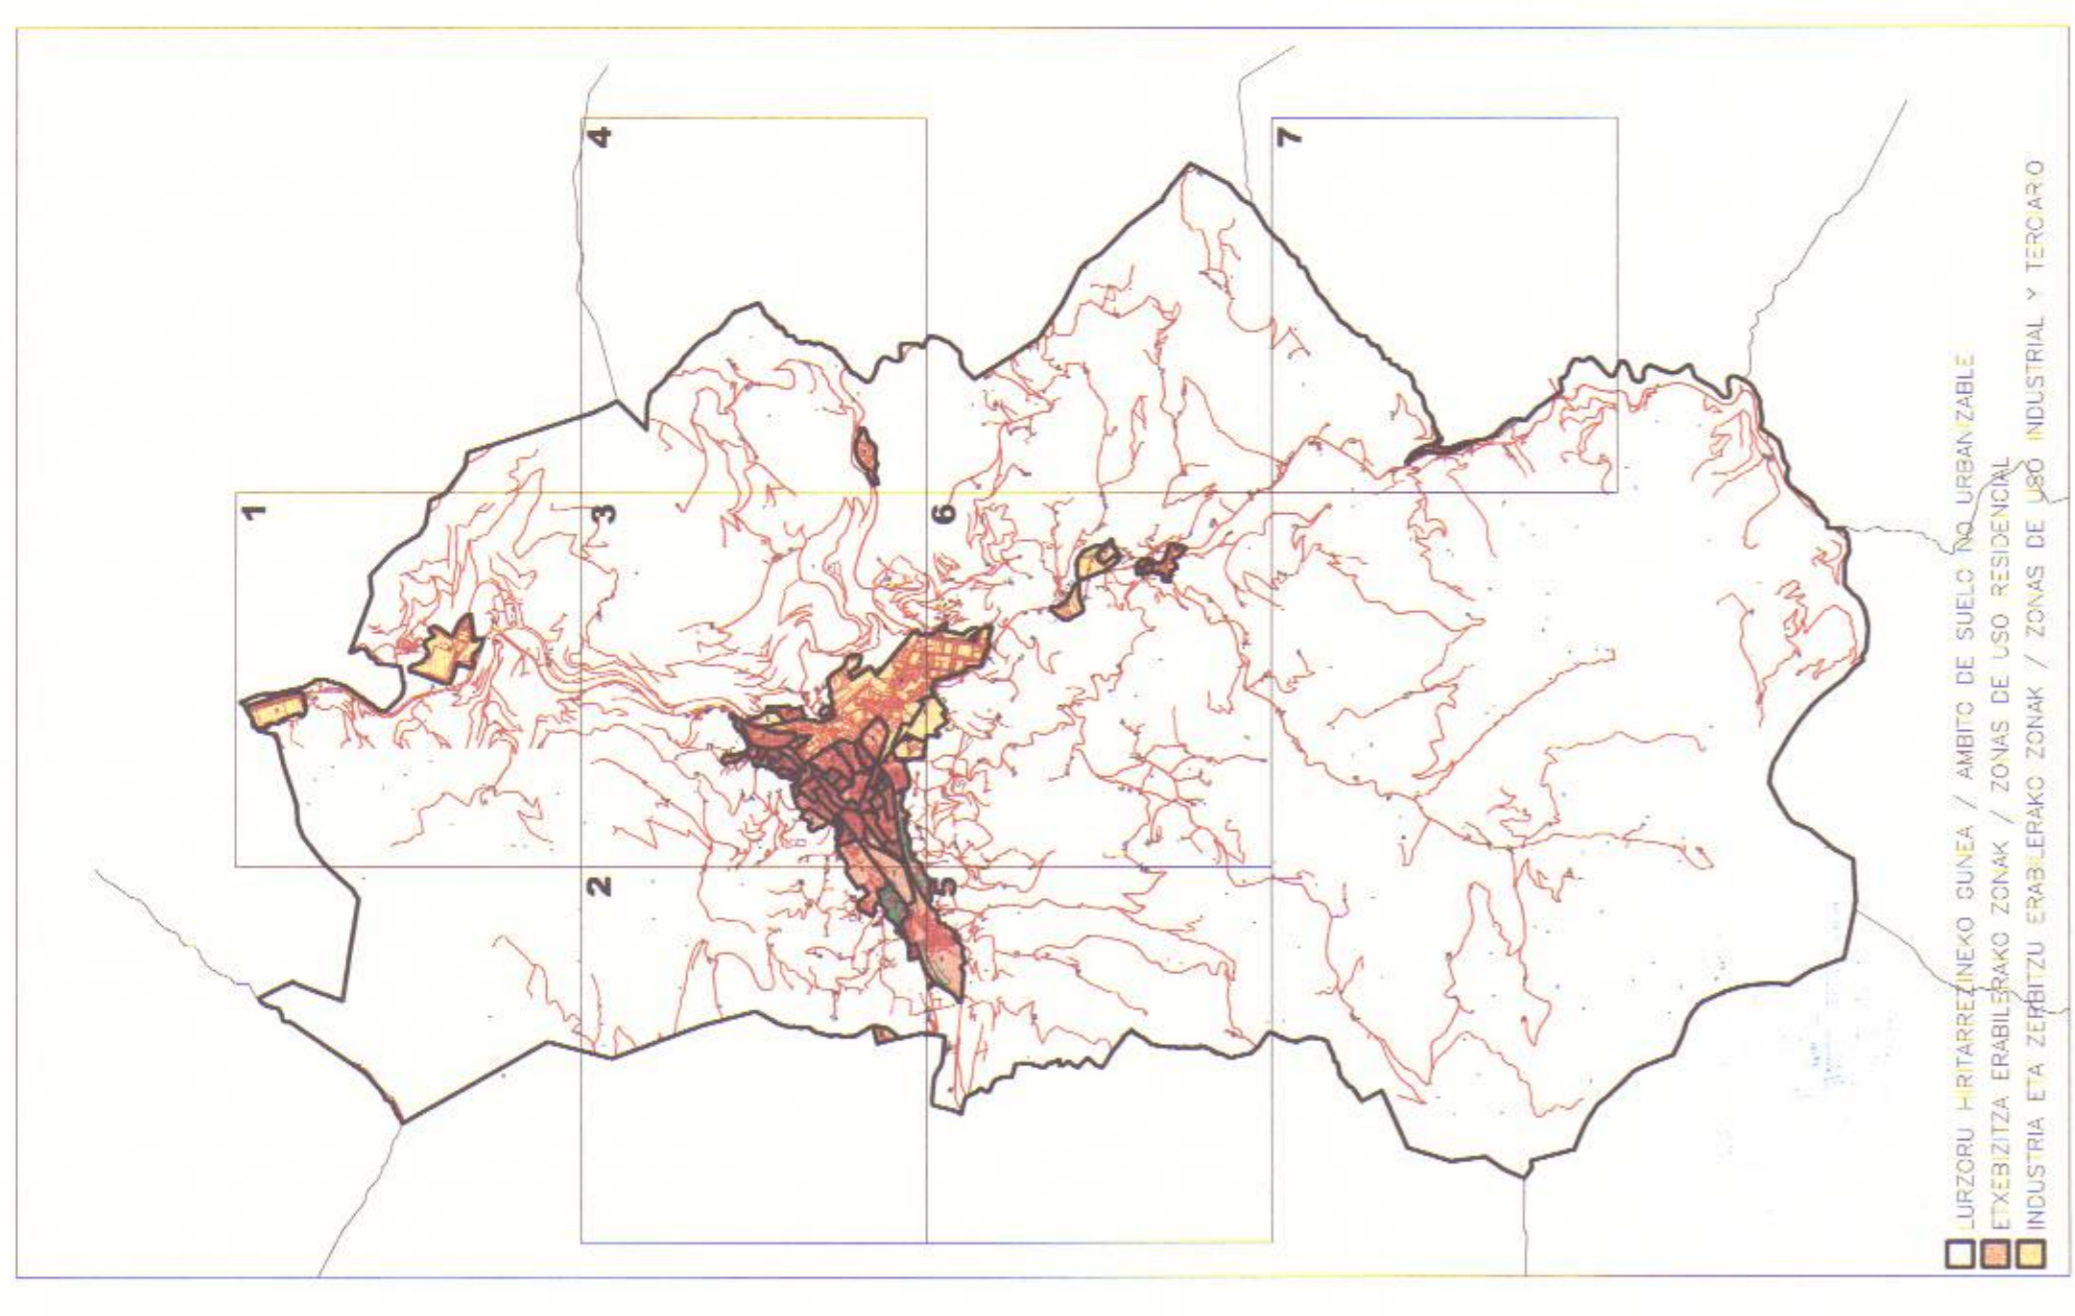 1
4
3
2
7
6
5
LURZORU HIRITARREZINEKO GUNEA / AMBITO DE SUELO NO URBANIZABLE
ETXEBIZITZA ERABILERAKO ZONAK / ZONAS DE USO RESIDENCIAL
INDUSTRIA ETA ZERBITZU ERABILERAKO ZONAK / ZONAS DE USO INDUSTRIAL Y TERCIARO